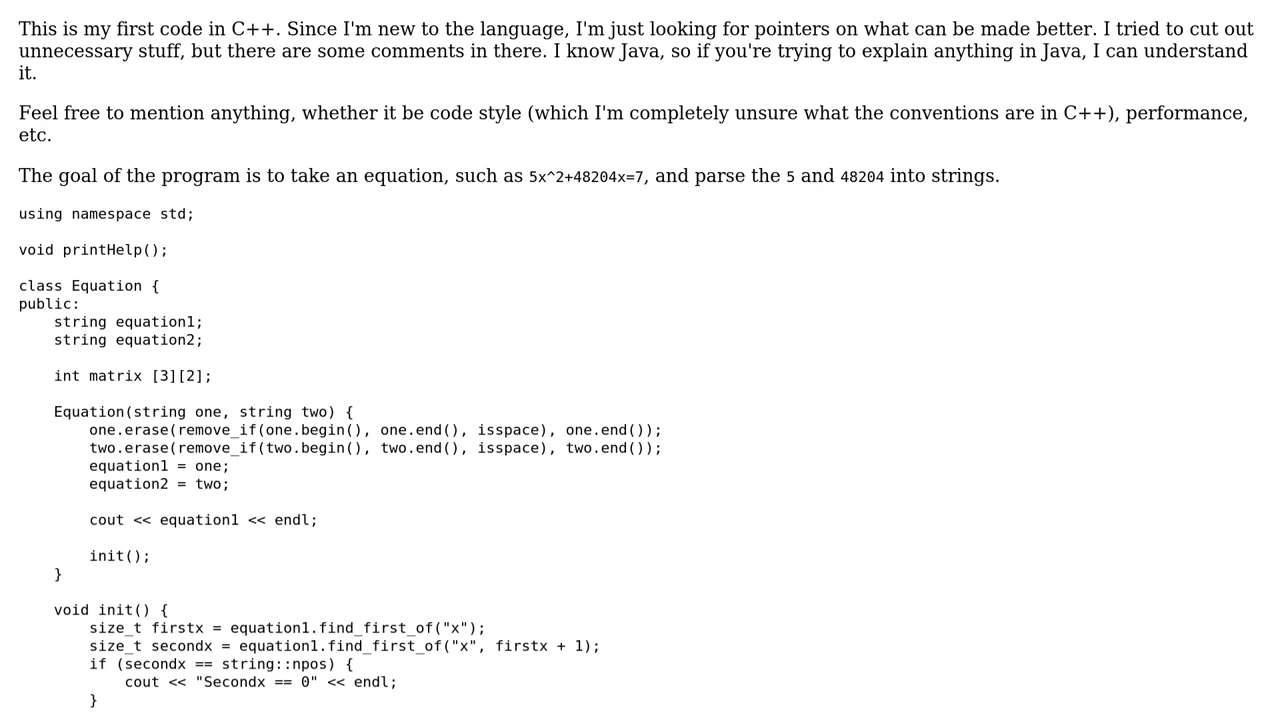 This is my first code in C++. Since I'm new to the language, I'm just looking for pointers on what can be made better. I tried to cut out
unnecessary stuff, but there are some comments in there. I know Java, so if you're trying to explain anything in Java, I can understand
it.
Feel free to mention anything, whether it be code style (which I'm completely unsure what the conventions are in C++), performance,
etc.
The goal of the program is to take an equation, such as 5x^2+48204x=7, and parse the 5 and 48204 into strings.
using namespace std;
void printHelp();
class Equation {
public:
    string equation1;
    string equation2;
    int matrix [3][2];
    Equation(string one, string two) {
        one.erase(remove_if(one.begin(), one.end(), isspace), one.end());
        two.erase(remove_if(two.begin(), two.end(), isspace), two.end());
        equation1 = one;
        equation2 = two;
        cout << equation1 << endl;
        init();
    }
    void init() {
        size_t firstx = equation1.find_first_of("x");
        size_t secondx = equation1.find_first_of("x", firstx + 1);
        if (secondx == string::npos) {
            cout << "Secondx == 0" << endl;
        }